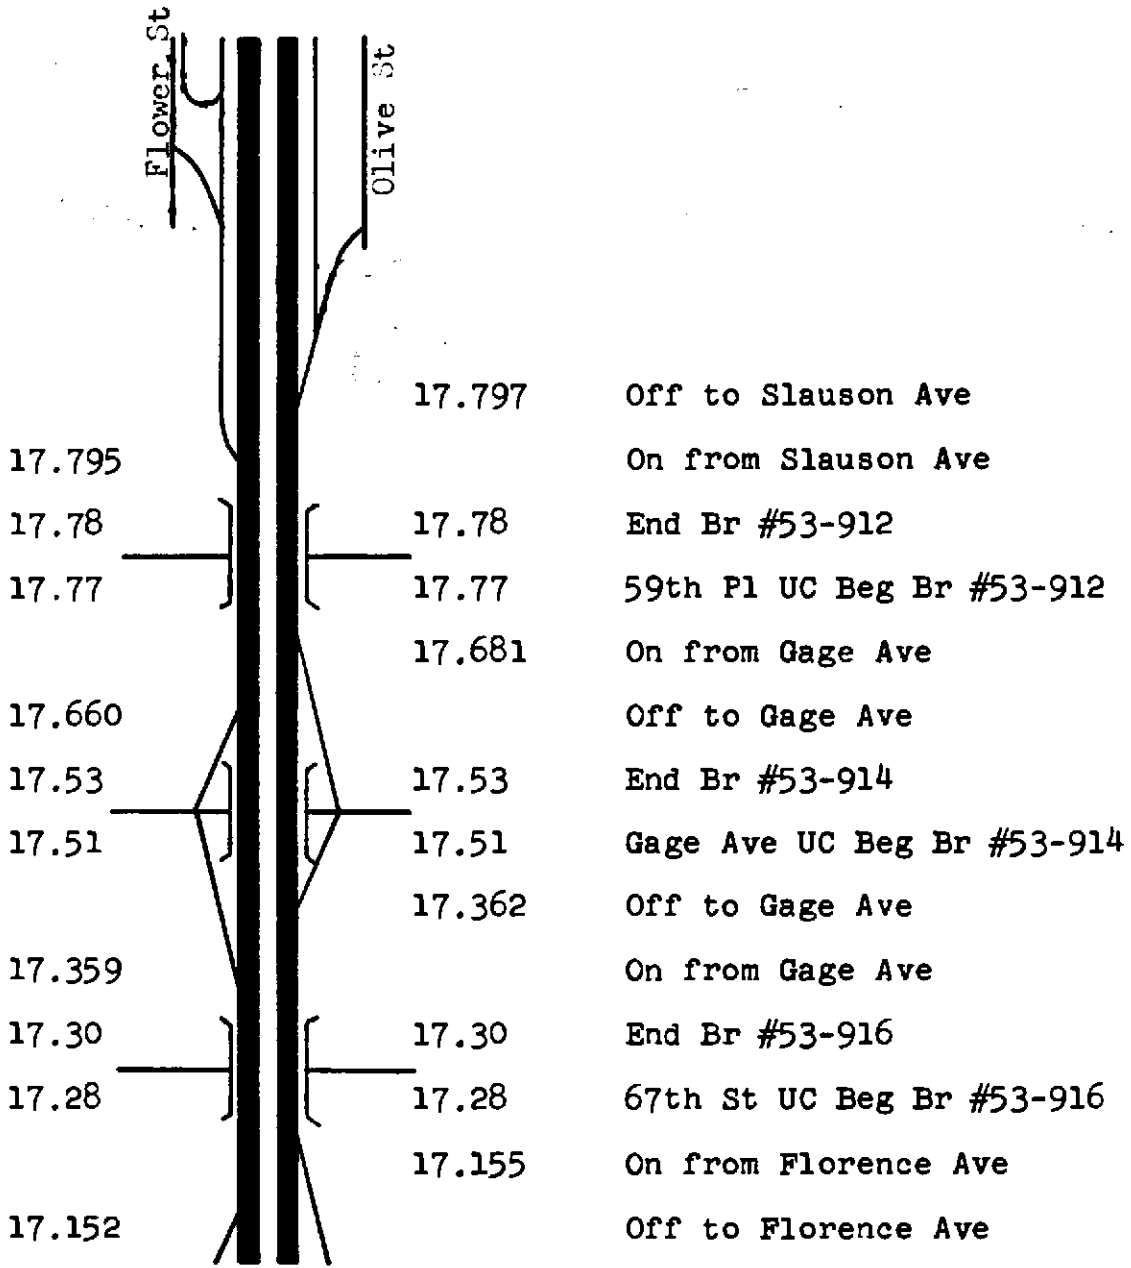 Flower St
Olive St
17.797 Off to Slauson Ave
17.795 On from Slauson Ave
17.78 17.78 End Br #53-912
17.77 17.77 59th Pl UC Beg Br #53-912
17.681 On from Gage Ave
17.660 Off to Gage Ave
17.53 17.53 End Br #53-914
17.51 17.51 Gage Ave UC Beg Br #53-914
17.362 Off to Gage Ave
17.359 On from Gage Ave
17.30 17.30 End Br #53-916
17.28 17.28 67th St UC Beg Br #53-916
17.155 On from Florence Ave
17.152 Off to Florence Ave